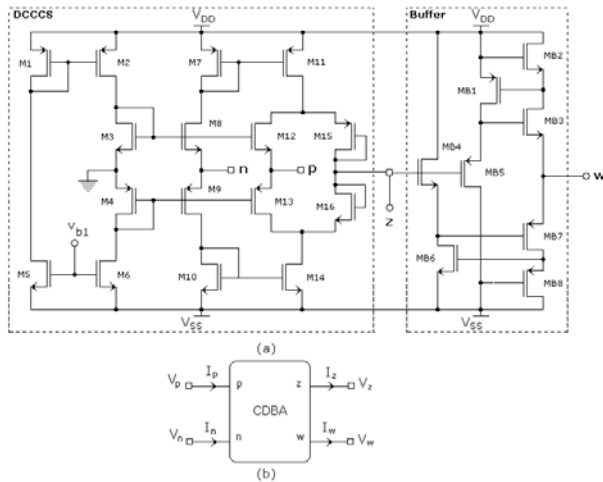 DCCCS
Buffer
VDD
VDD
M1
M2
M7
M11
MB2
MB1
M3
M8
M12
M15
MB3
MB4
n
p
MB5
w
M4
M9
M13
M16
z
Vb1
MB7
MB6
M5
M6
M10
M14
MB8
VSS
VSS
(a)
Vp Ip p z Iz Vz
CDBA
Vn In n w Iw Vw
(b)